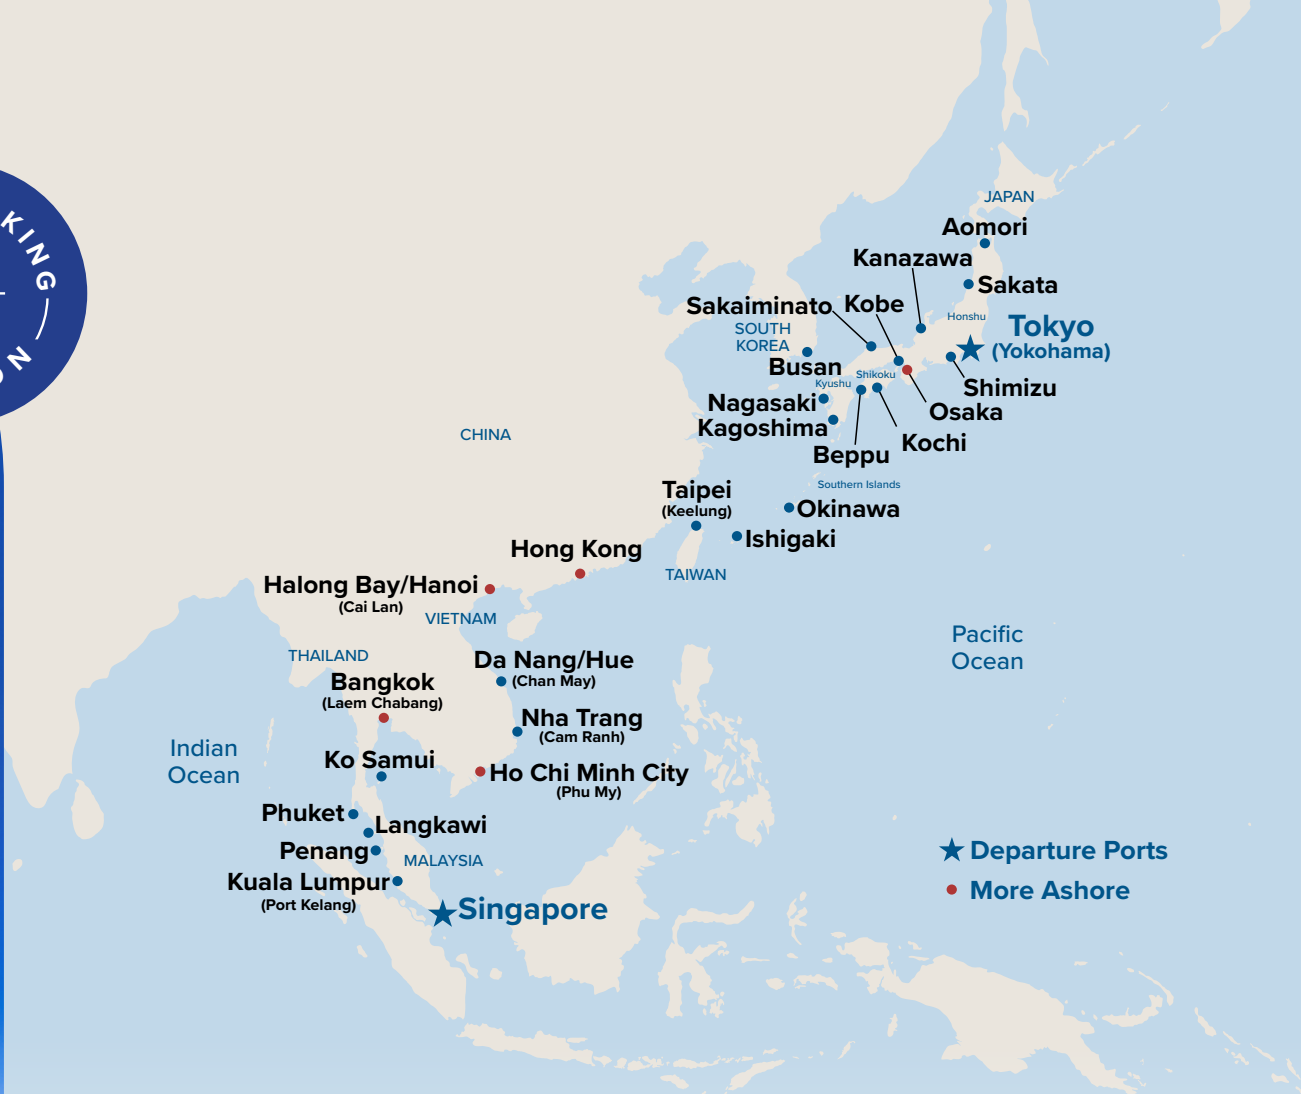 KING
NO
JAPAN
Aomori
Kanazawa
Sakata
Sakaiminato
Kobe
Honshu
Tokyo
(Yokohama)
SOUTH
KOREA
Busan
Shikoku
Kyushu
Shimizu
Nagasaki
Osaka
Kagoshima
Kochi
CHINA
Beppu
Southern Islands
Taipei
(Keelung)
Okinawa
Ishigaki
Hong Kong
TAIWAN
Halong Bay/Hanoi
(Cai Lan)
VIETNAM
Pacific
Ocean
THAILAND
Da Nang/Hue
(Chan May)
Bangkok
(Laem Chabang)
Nha Trang
(Cam Ranh)
Indian
Ocean
Ko Samui
Ho Chi Minh City
(Phu My)
Phuket
Langkawi
Penang
MALAYSIA
Kuala Lumpur
(Port Kelang)
Singapore
Departure Ports
More Ashore